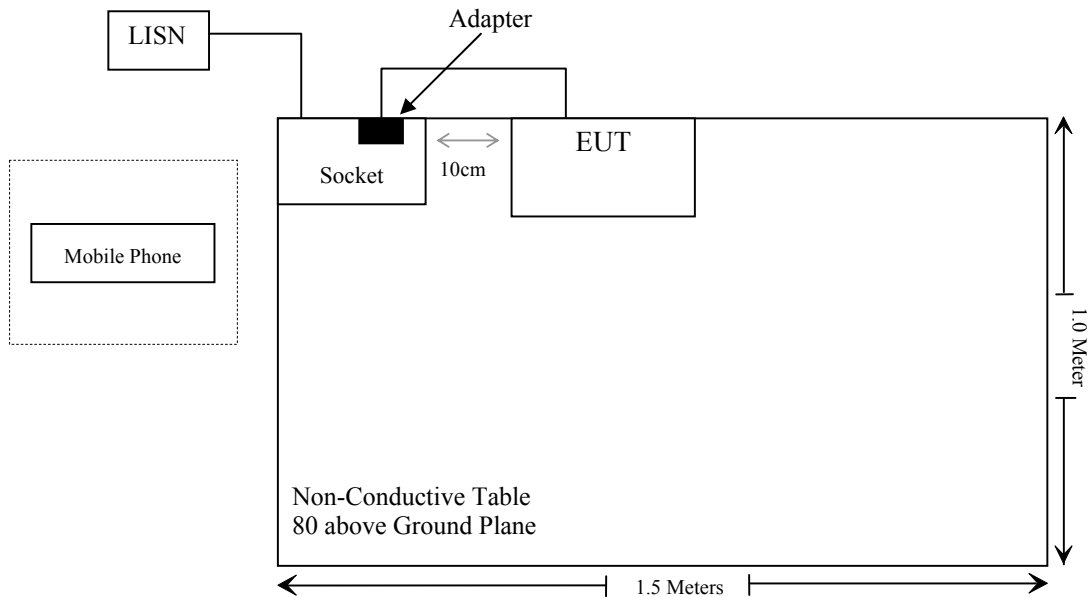 LISN
Adapter
EUT
10cm
Socket
Mobile Phone
1.0 Meter
Non-Conductive Table
80 above Ground Plane
1.5 Meters